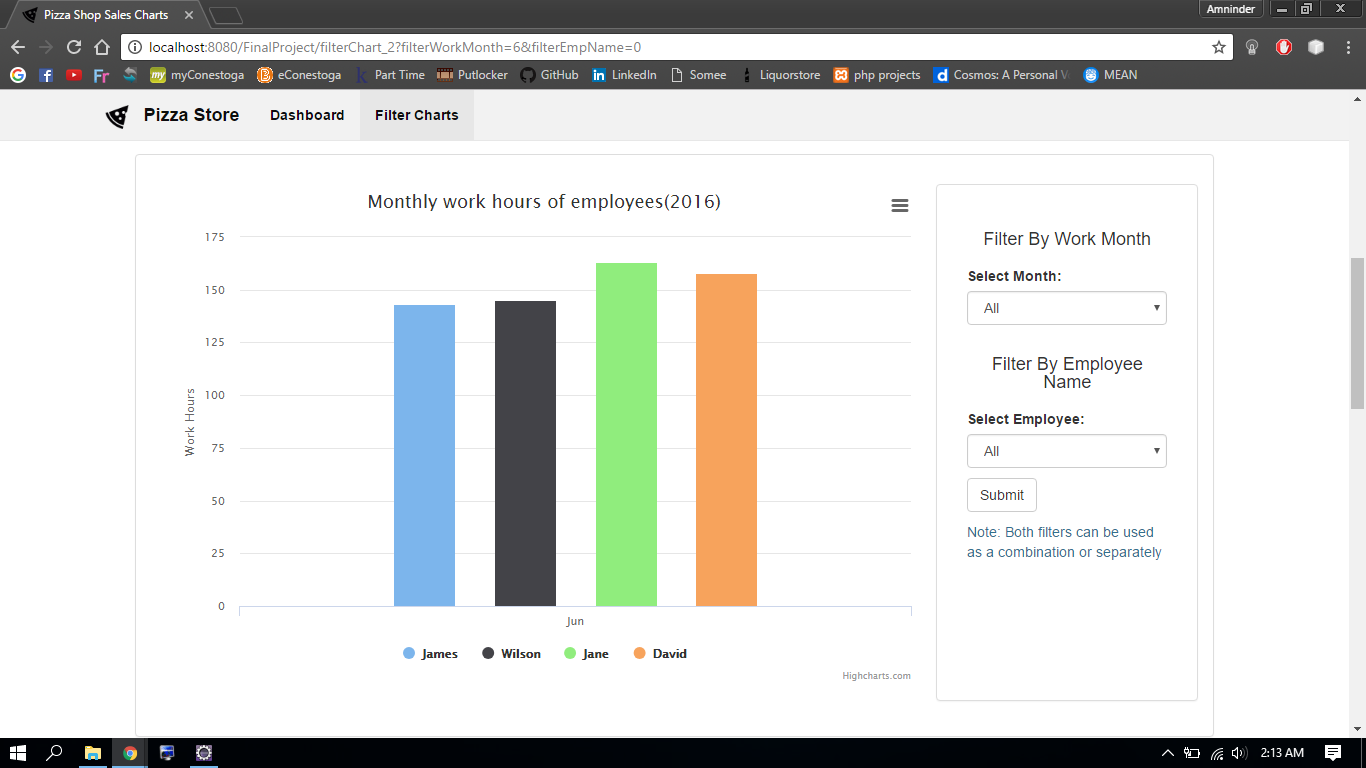 Pizza Shop Sales Charts
Amninder
localhost:8080/FinalProject/filterChart_2?filterWorkMonth=6&filterEmpName=0
myConestoga eConestoga Part Time Putlocker GitHub LinkedIn Somee Liquorstore php projects Cosmos: A Personal V MEAN
Pizza Store Dashboard Filter Charts
Monthly work hours of employees(2016)
175
150
125
100
75
50
25
0
Work Hours
Jun
James Wilson Jane David
Highcharts.com
Filter By Work Month
Select Month:
All
Filter By Employee
Name
Select Employee:
All
Submit
Note: Both filters can be used
as a combination or separately
2:13 AM